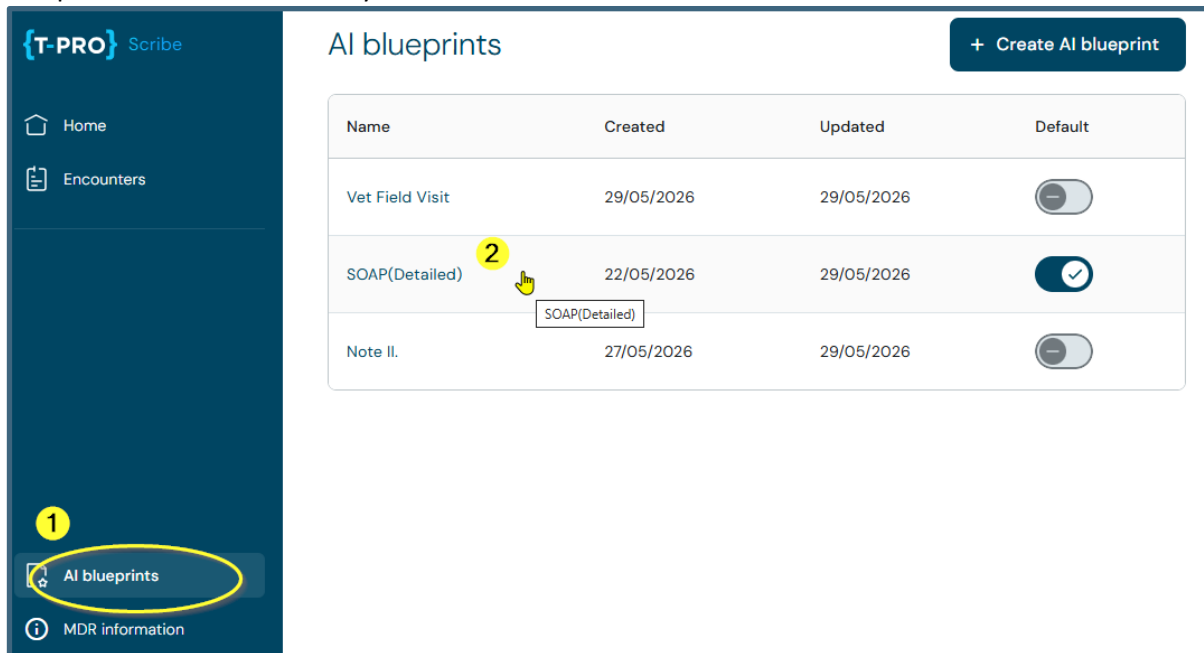 {T-PRO} Scribe
AI blueprints
+ Create AI blueprint
Home
Encounters
Name Created Updated Default
Vet Field Visit 29/05/2026 29/05/2026
2
SOAP(Detailed) 22/05/2026 29/05/2026
SOAP(Detailed)
Note II. 27/05/2026 29/05/2026
1
AI blueprints
MDR information